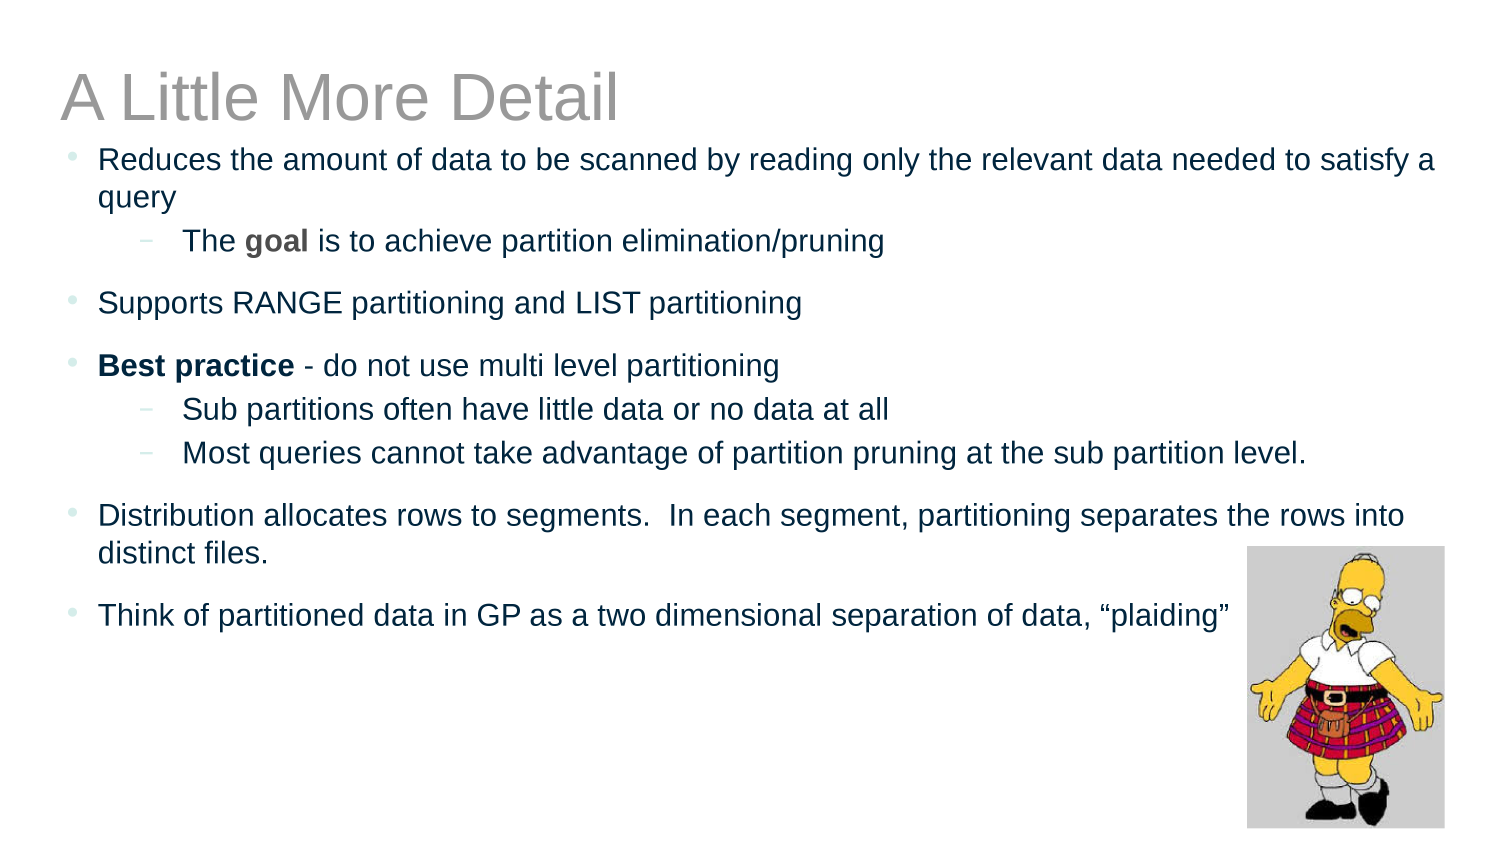 A Little More Detail
• Reduces the amount of data to be scanned by reading only the relevant data needed to satisfy a
query
– The goal is to achieve partition elimination/pruning
• Supports RANGE partitioning and LIST partitioning
• Best practice - do not use multi level partitioning
– Sub partitions often have little data or no data at all
– Most queries cannot take advantage of partition pruning at the sub partition level.
• Distribution allocates rows to segments.  In each segment, partitioning separates the rows into
distinct files.
• Think of partitioned data in GP as a two dimensional separation of data, “plaiding”